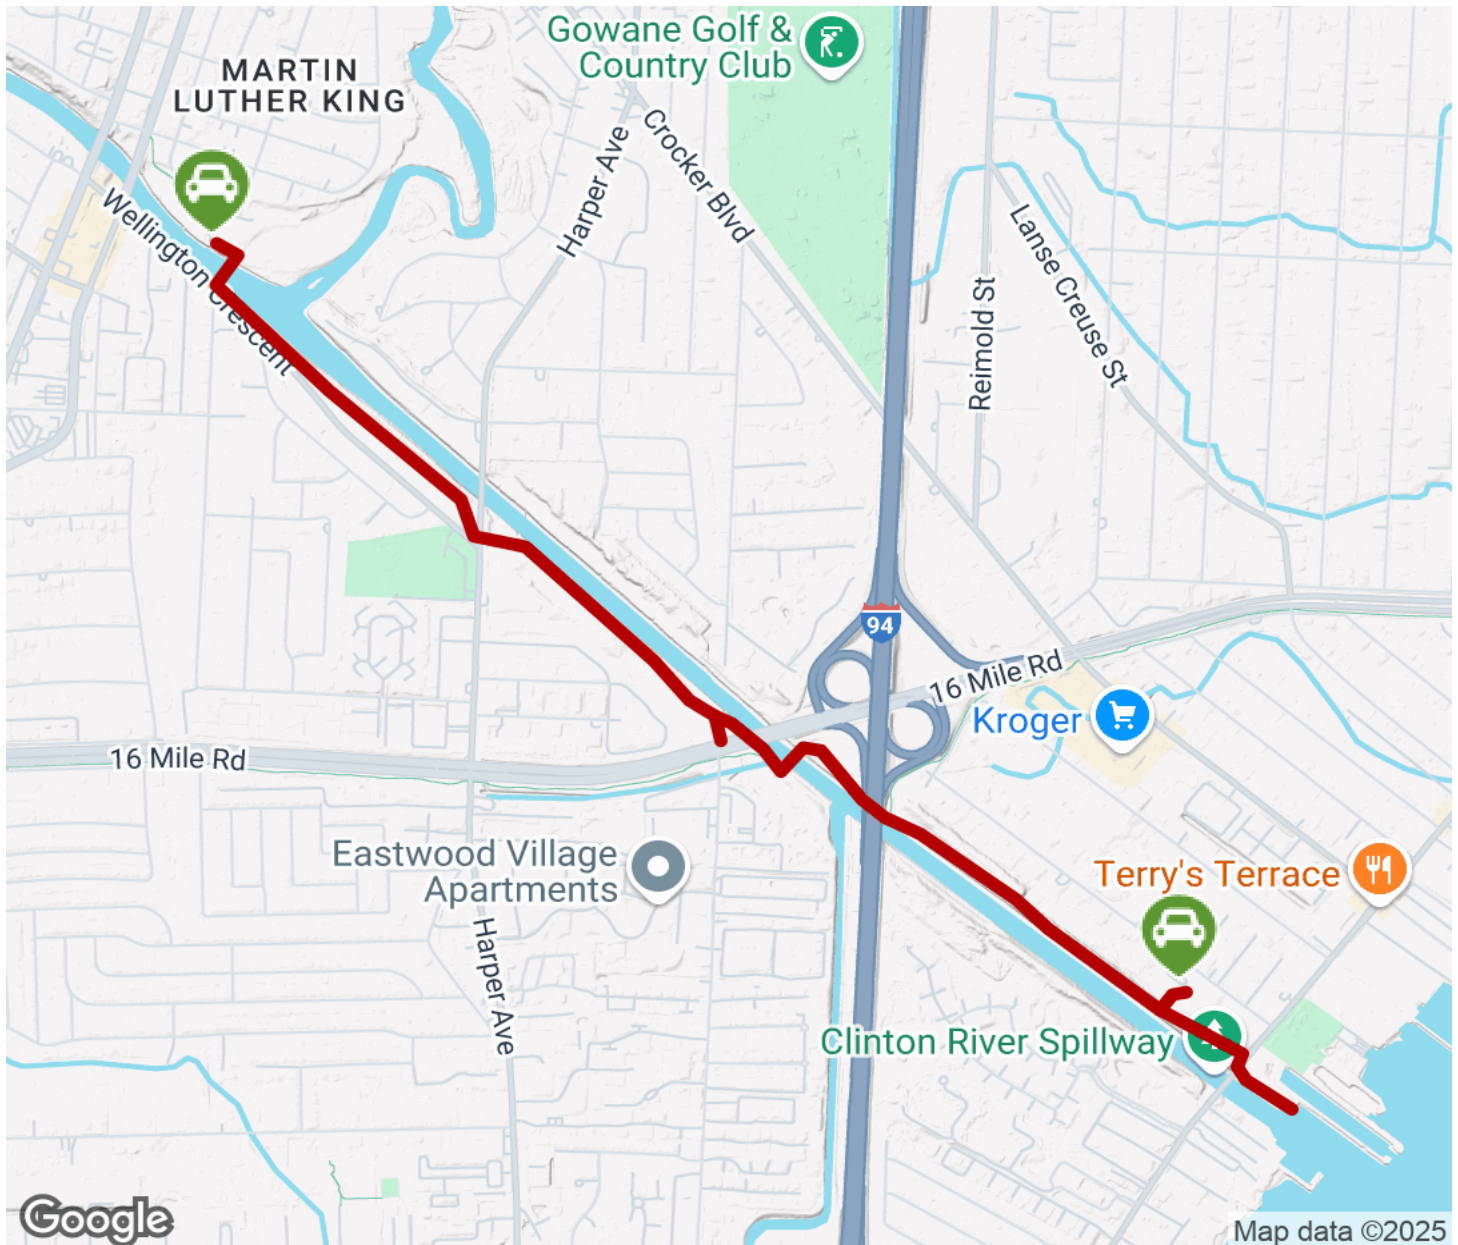 Gowane Golf &
Country Club
MARTIN
LUTHER KING
Harper Ave
Crocker Blvd
Wellington Crescent
Lanse Creuse St
Reimold St
94
16 Mile Rd
Kroger
16 Mile Rd
Eastwood Village
Apartments
Terry's Terrace
Harper Ave
Clinton River Spillway
Google
Map data ©2025